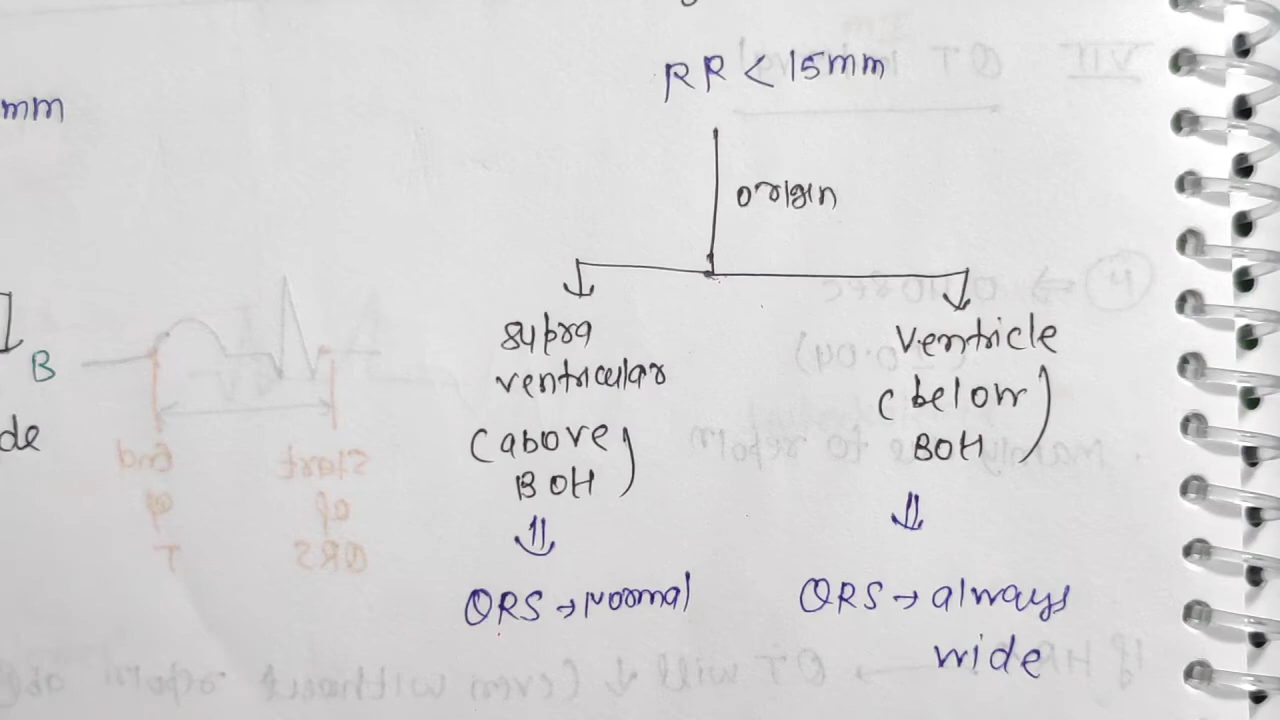 RR < 15mm
mm
origin
B
de
supra
ventricular
(above
BOH)
⇓
QRS → Normal
Ventricle
(below
BOH)
⇓
QRS → always
wide